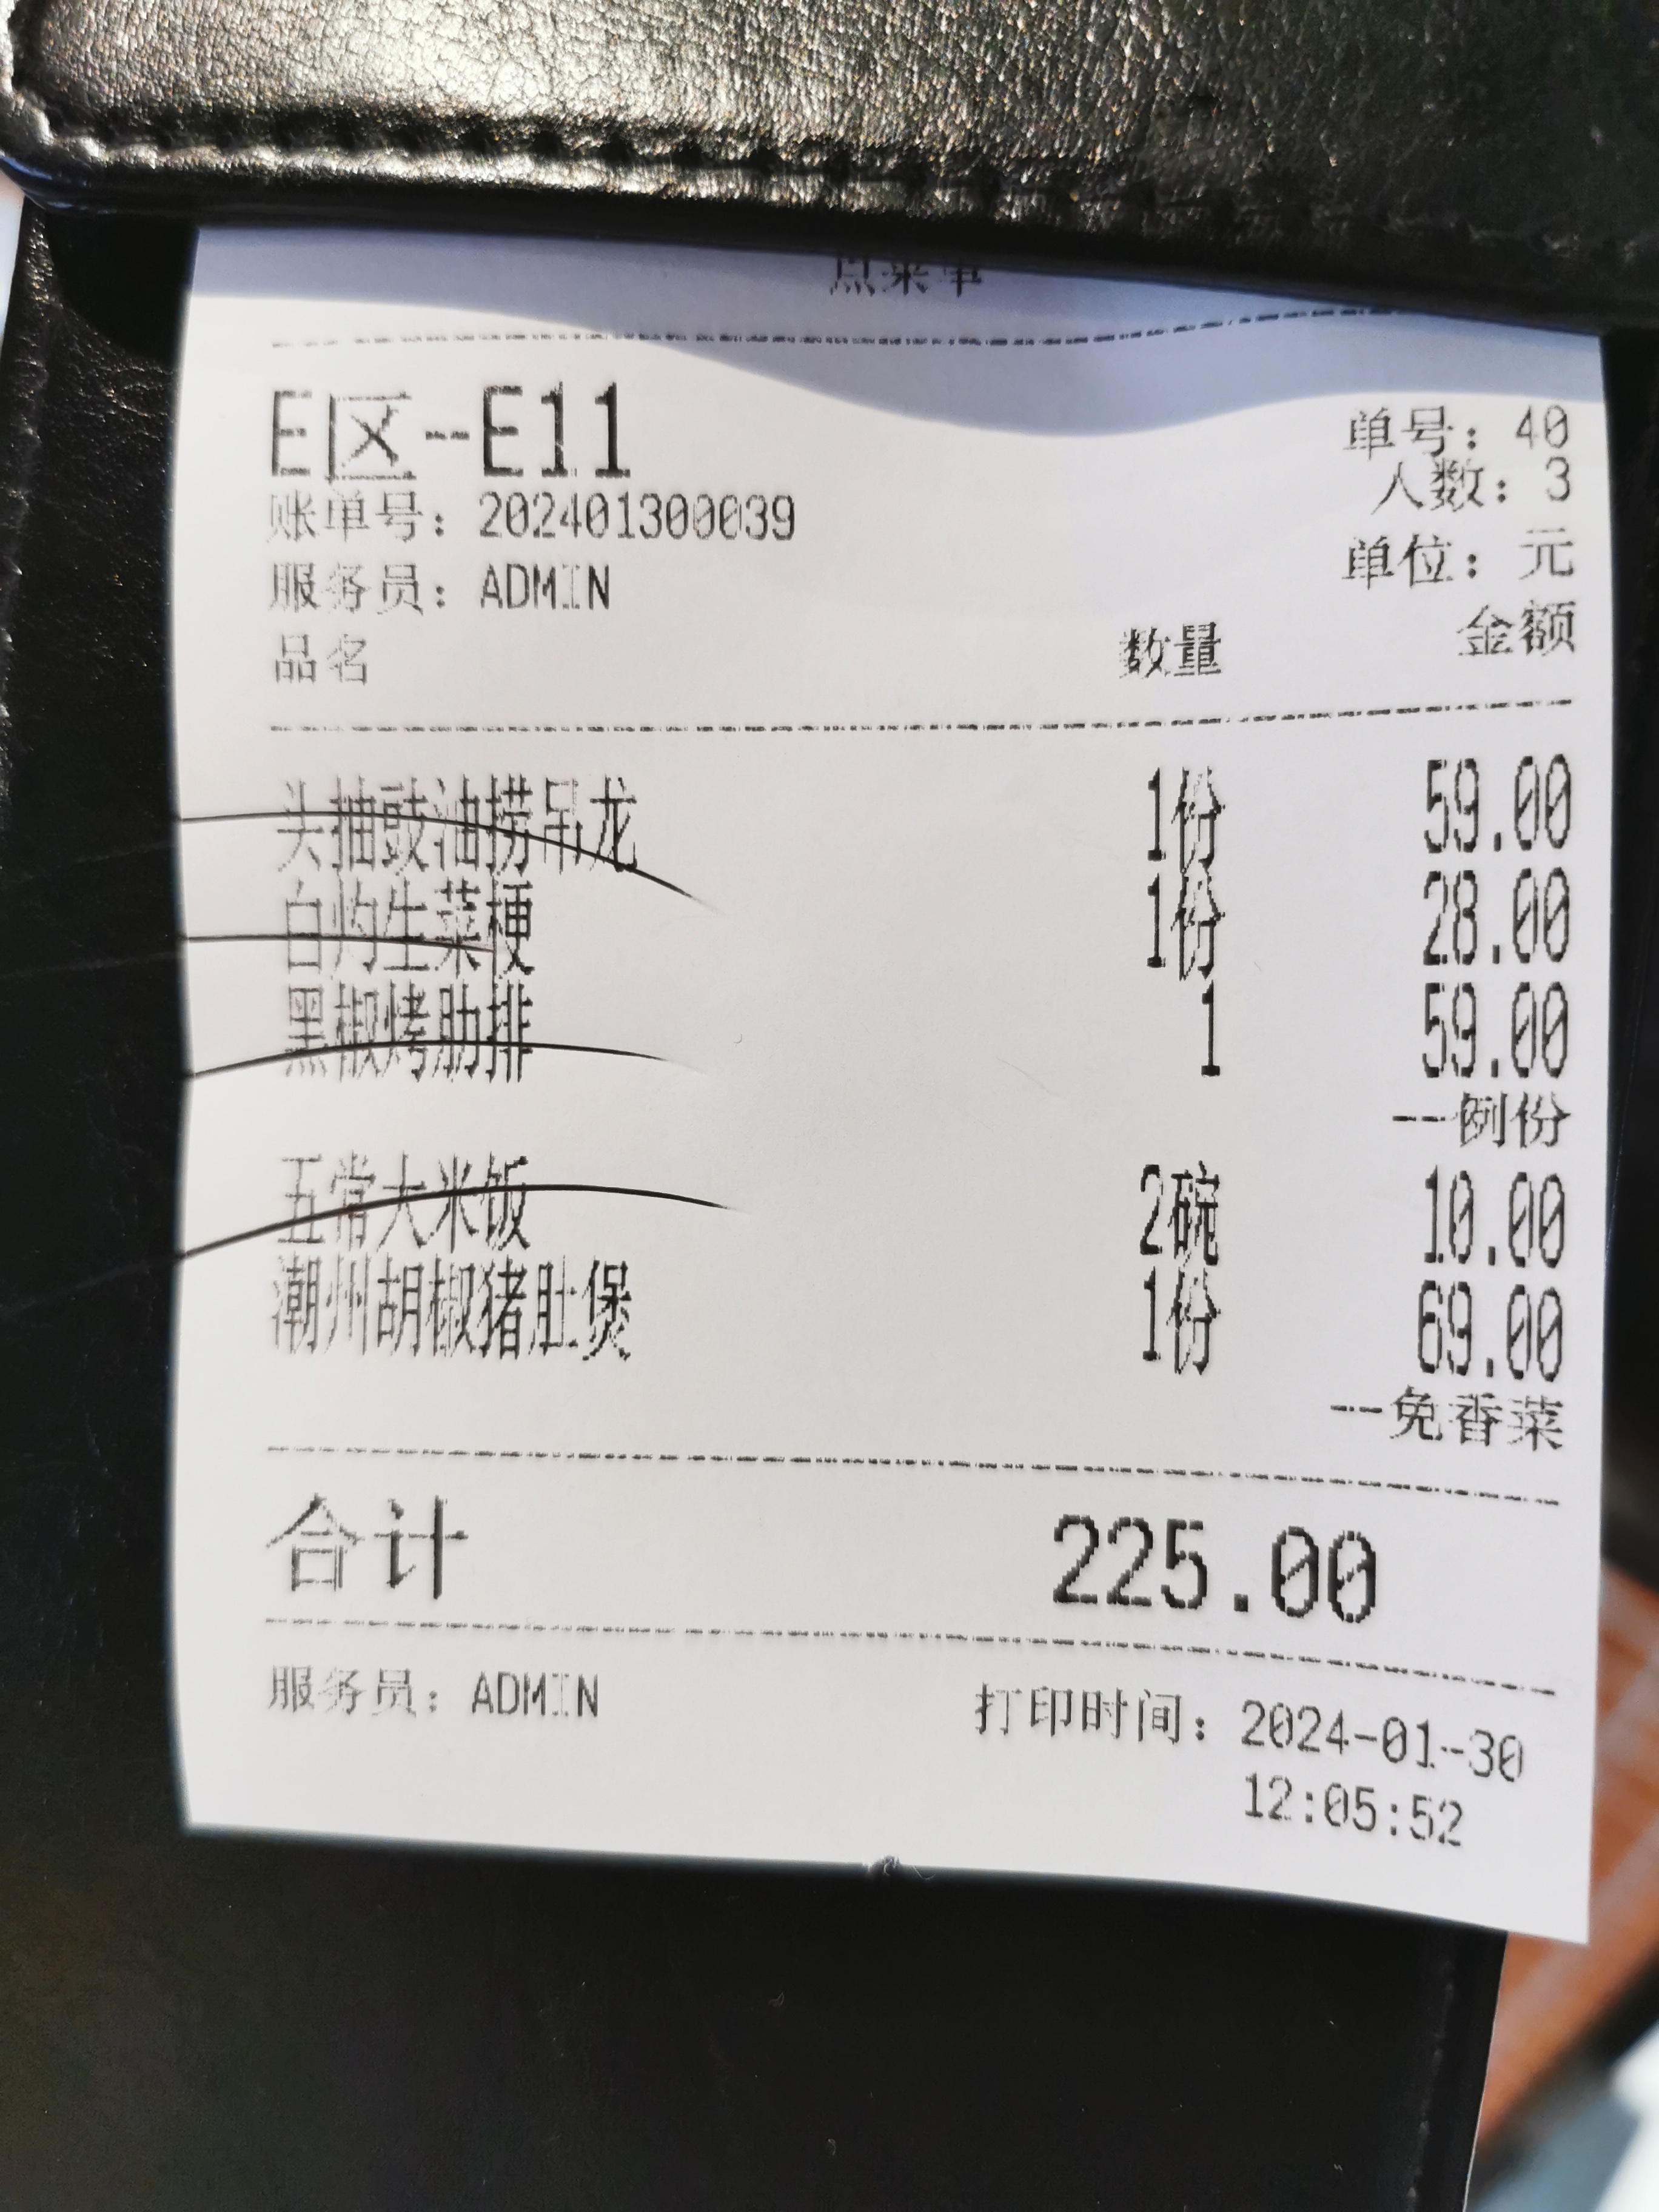 点菜单
E区--E11
单号：40
人数：3
账单号：202401300039
单位：元
服务员：ADMIN
品名 数量 金额
头抽豉油捞吊龙 1份 59.00
白灼生菜梗 1份 28.00
黑椒烤肋排 1 59.00
--例份
五常大米饭 2碗 10.00
潮州胡椒猪肚煲 1份 69.00
--免香菜
合计 225.00
服务员：ADMIN 打印时间：2024-01-30
12:05:52